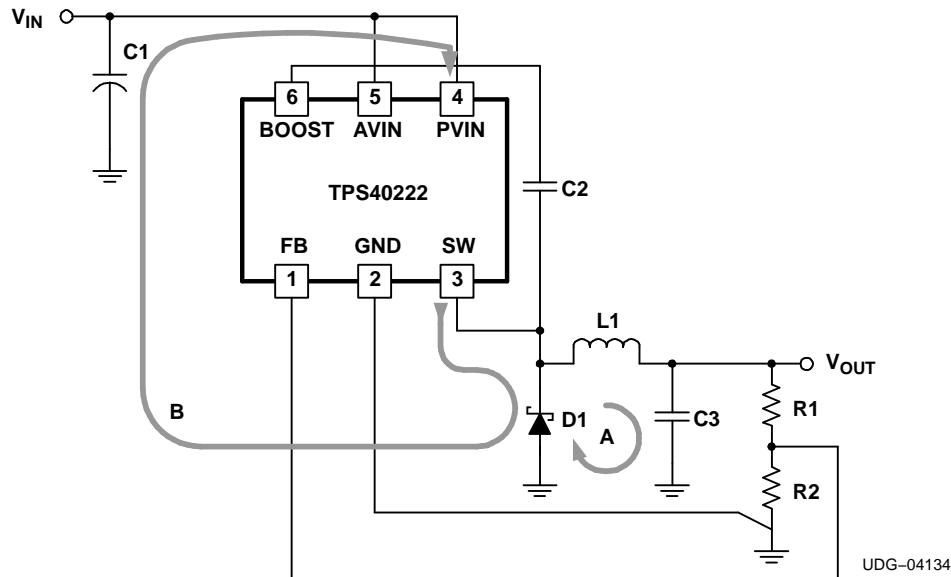 VIN
C1
6 5 4
BOOST AVIN PVIN
TPS40222
C2
FB GND SW
1 2 3
L1
VOUT
R1
B
D1
A
C3
R2
UDG−04134